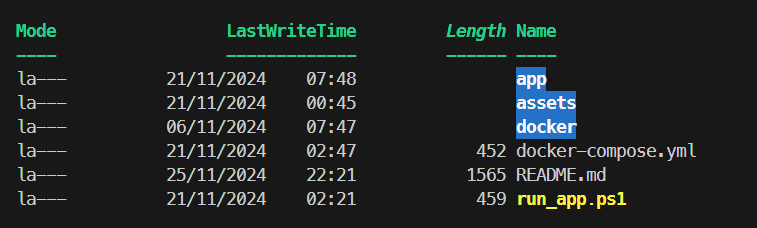 Mode LastWriteTime Length Name
---- ------------- ------ ----
la--- 21/11/2024 07:48 app
la--- 21/11/2024 00:45 assets
la--- 06/11/2024 07:47 docker
la--- 21/11/2024 02:47 452 docker-compose.yml
la--- 25/11/2024 22:21 1565 README.md
la--- 21/11/2024 02:21 459 run_app.ps1